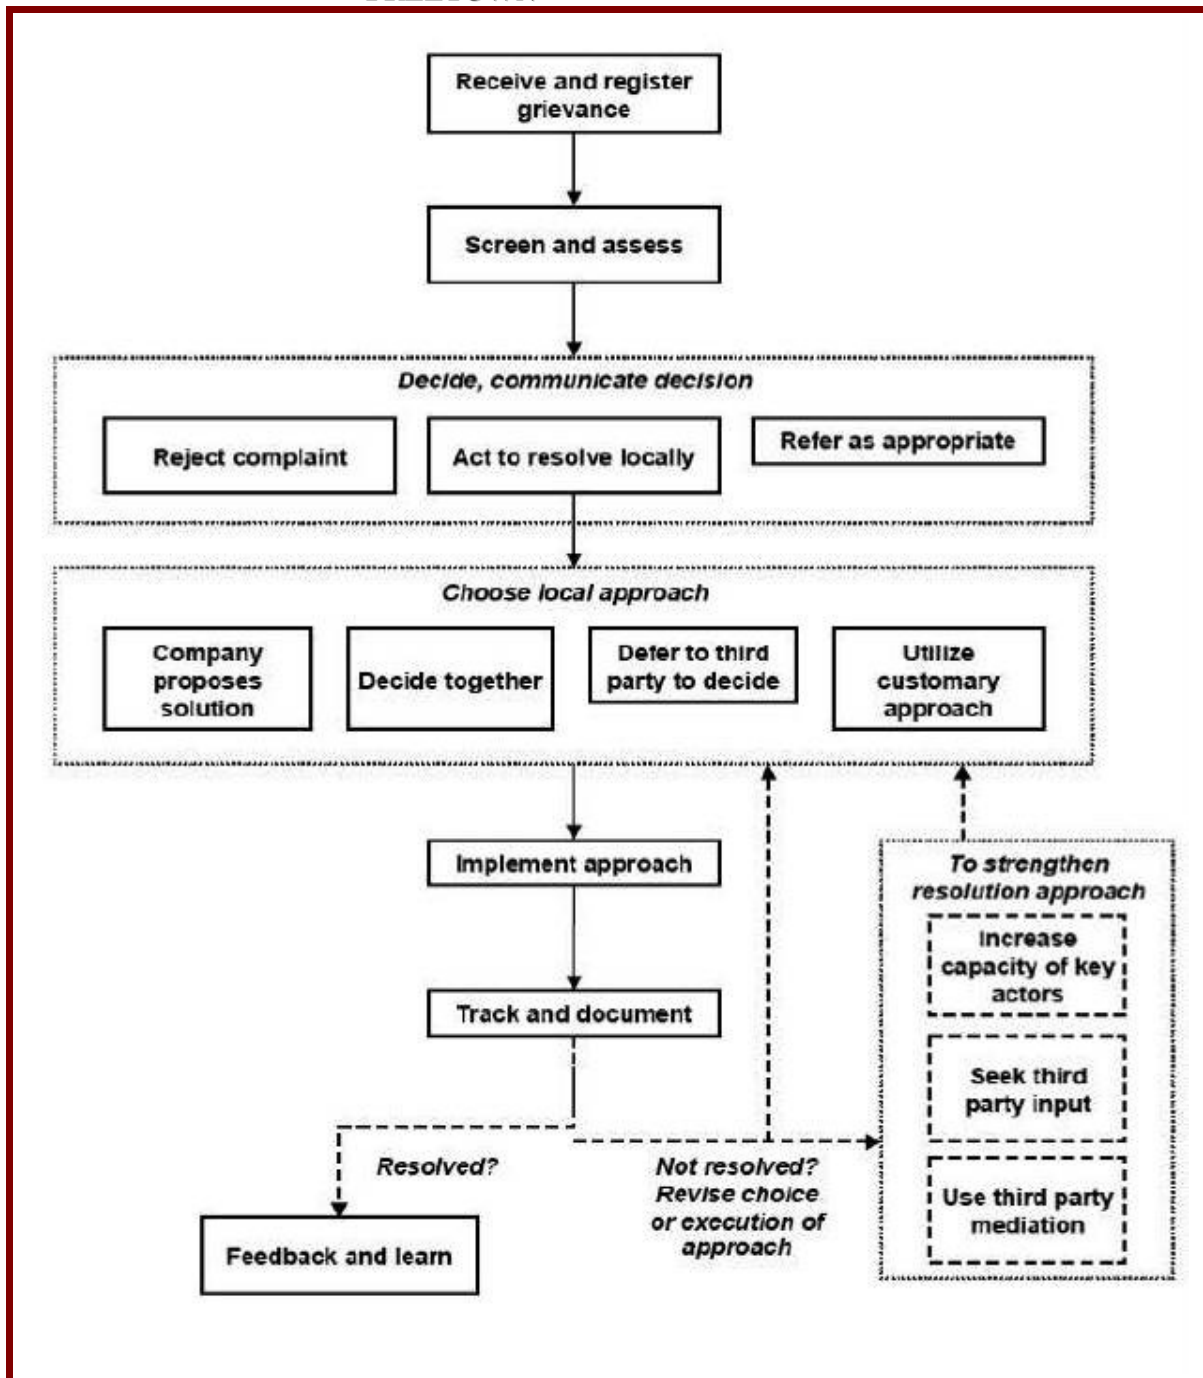 Receive and register
grievance
Screen and assess
Decide, communicate decision
Reject complaint
Act to resolve locally
Refer as appropriate
Choose local approach
Company
proposes
solution
Decide together
Defer to third
party to decide
Utilize
customary
approach
Implement approach
To strengthen
resolution approach
Increase
capacity of key
actors
Track and document
Seek third
party input
Resolved?
Not resolved?
Revise choice
or execution of
approach
Use third party
mediation
Feedback and learn